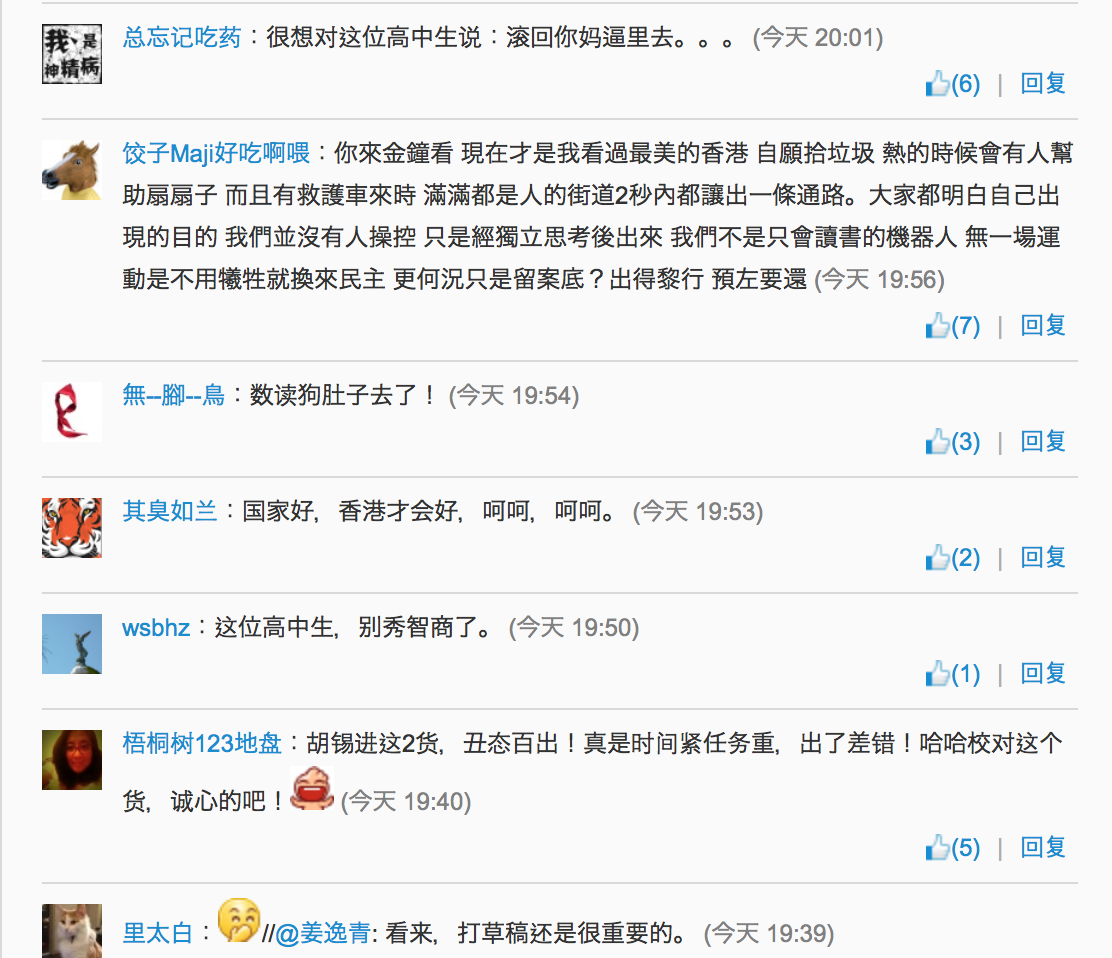 我、是
神精病
总忘记吃药：很想对这位高中生说：滚回你妈逼里去。。。 (今天 20:01)
(6) | 回复
饺子Maji好吃啊喂：你來金鐘看 現在才是我看過最美的香港 自願拾垃圾 熱的時候會有人幫
助扇扇子 而且有救護車來時 滿滿都是人的街道2秒內都讓出一條通路。大家都明白自己出
現的目的 我們並沒有人操控 只是經獨立思考後出來 我們不是只會讀書的機器人 無一場運
動是不用犧牲就換來民主 更何況只是留案底？出得黎行 預左要還 (今天 19:56)
(7) | 回复
無--腳--鳥：数读狗肚子去了！ (今天 19:54)
(3) | 回复
其臭如兰：国家好，香港才会好，呵呵，呵呵。 (今天 19:53)
(2) | 回复
wsbhz：这位高中生，别秀智商了。 (今天 19:50)
(1) | 回复
梧桐树123地盘：胡锡进这2货，丑态百出！真是时间紧任务重，出了差错！哈哈校对这个
货，诚心的吧！ (今天 19:40)
(5) | 回复
里太白：//@姜逸青: 看来，打草稿还是很重要的。 (今天 19:39)